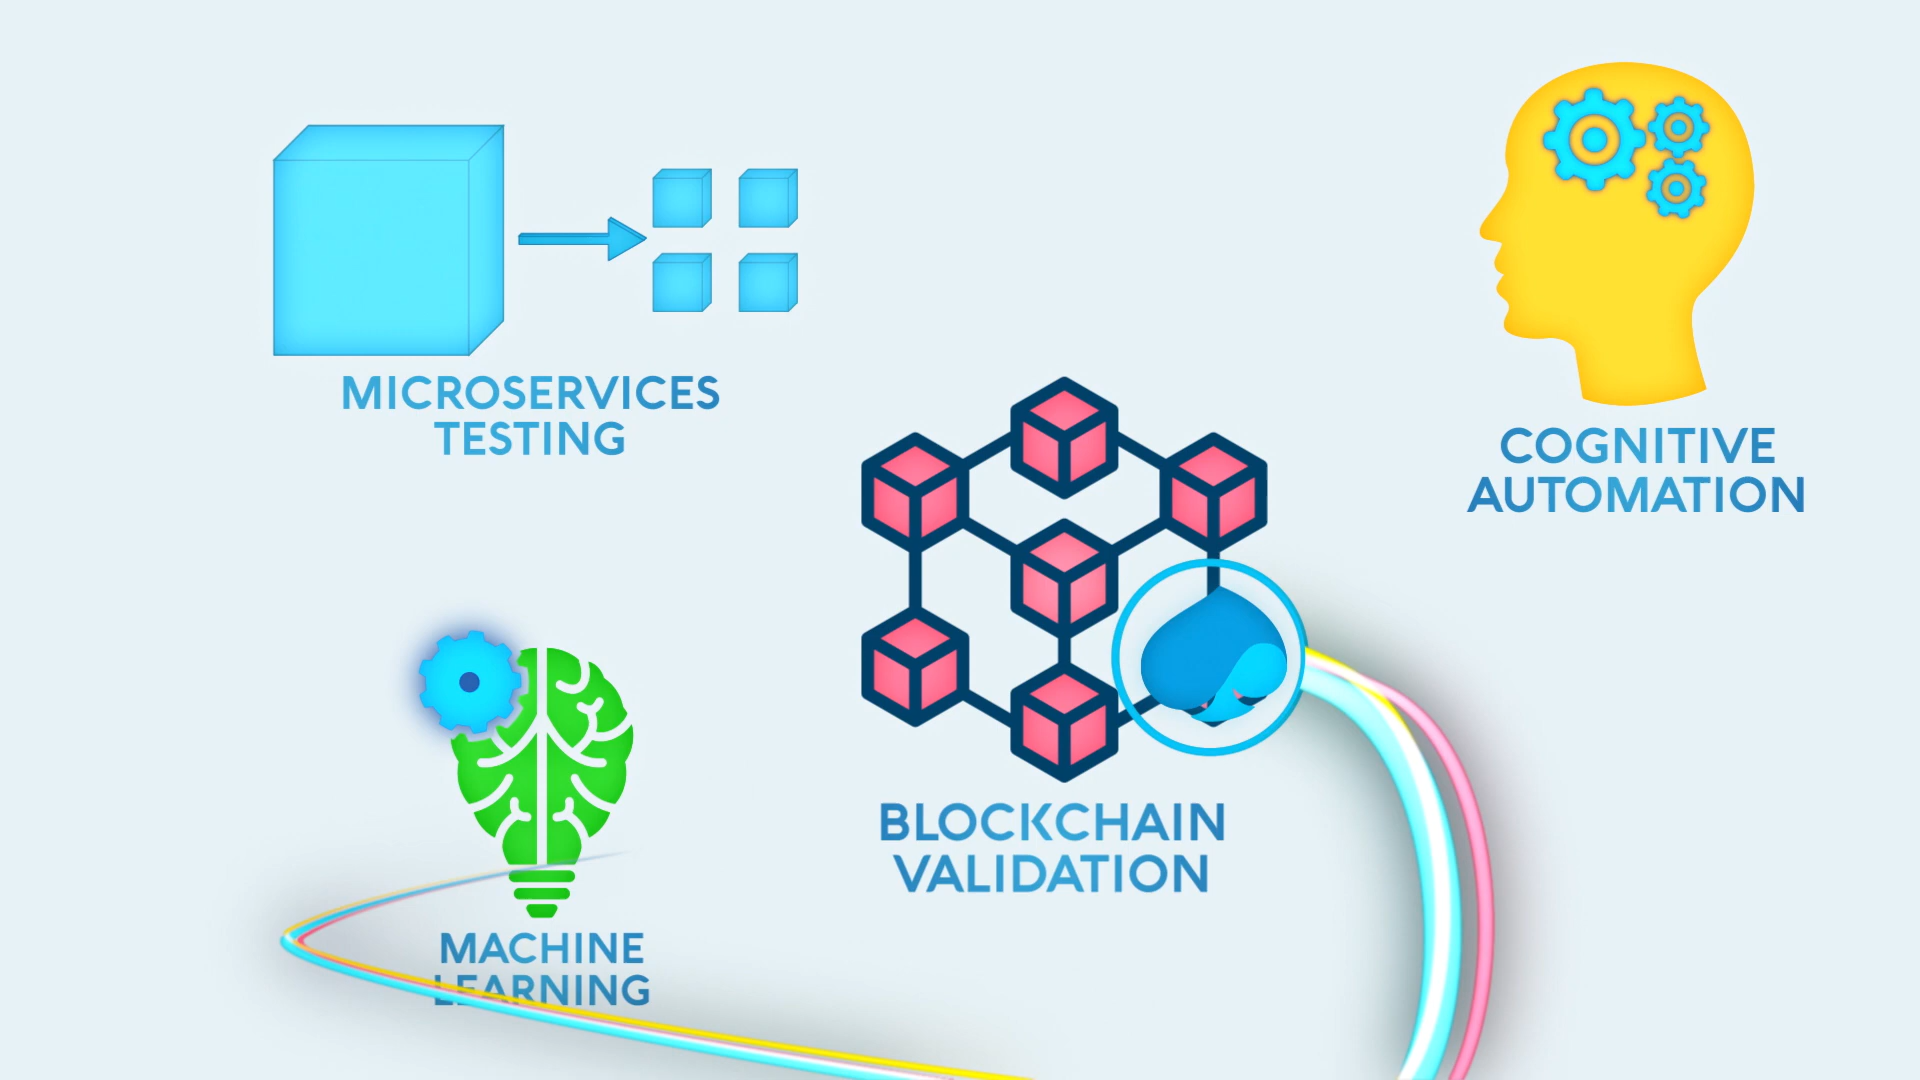 MICROSERVICES
TESTING
COGNITIVE
AUTOMATION
BLOCKCHAIN
VALIDATION
MACHINE
LEARNING